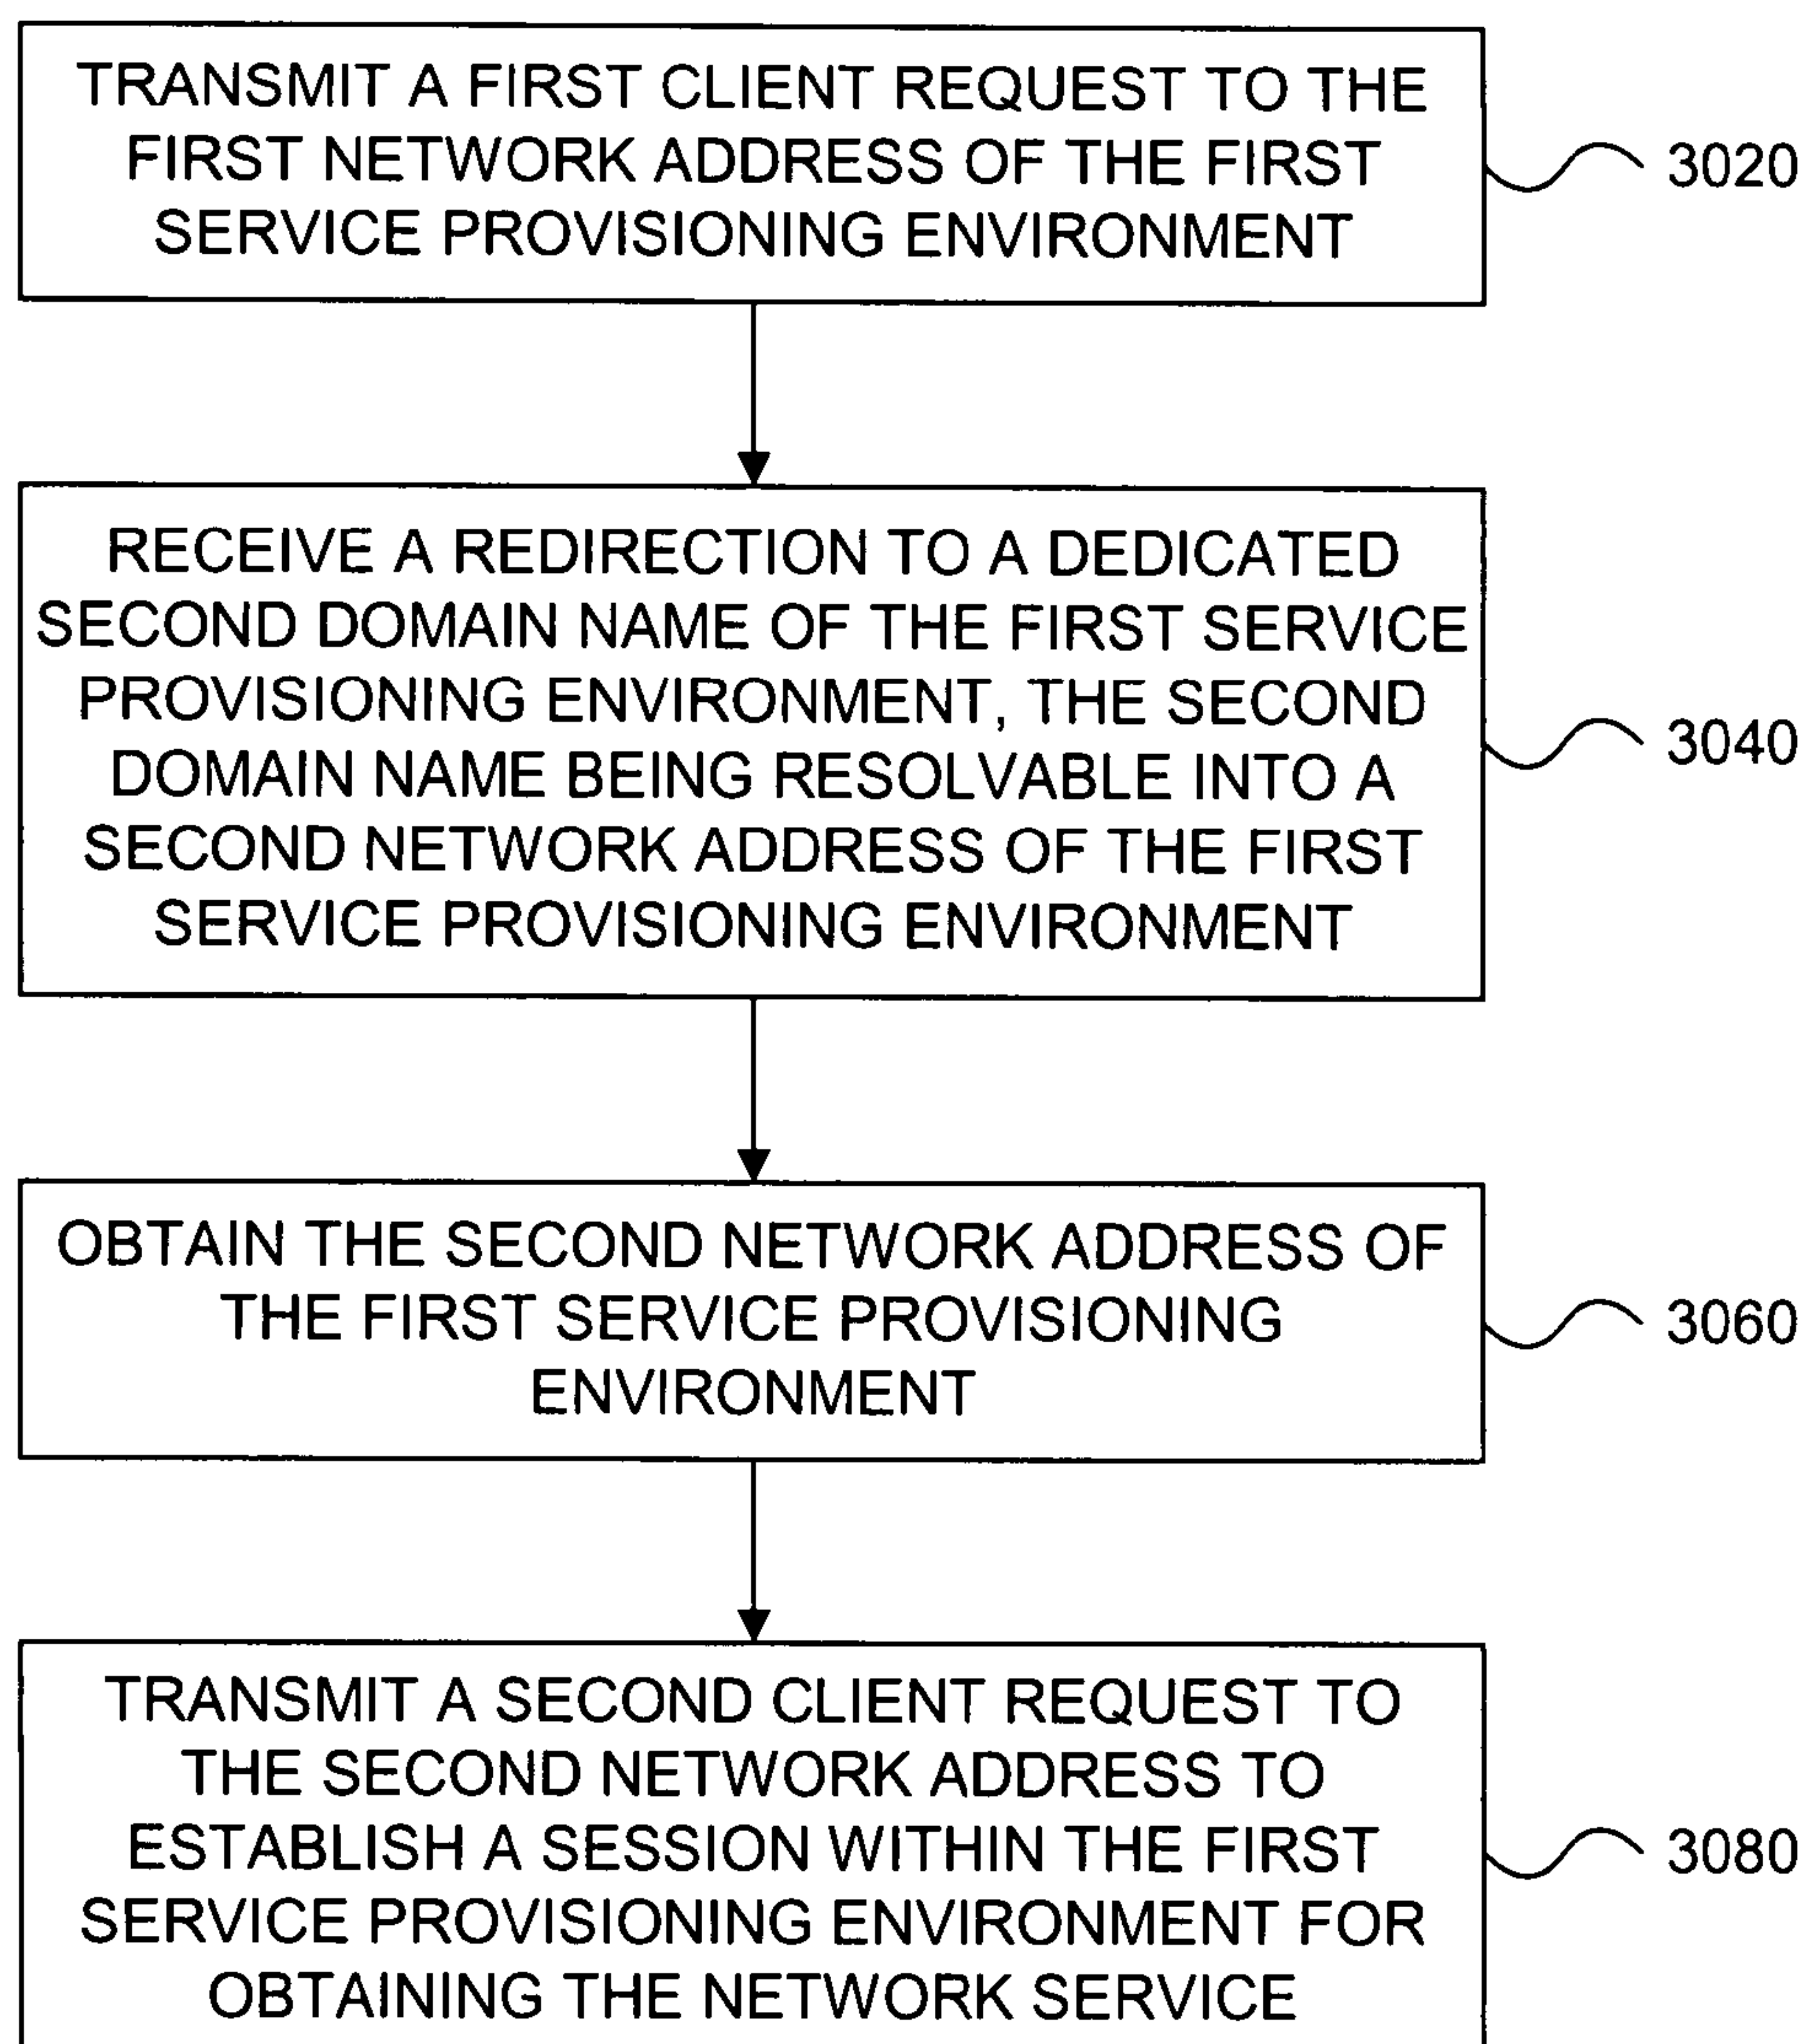 TRANSMIT A FIRST CLIENT REQUEST TO THE
FIRST NETWORK ADDRESS OF THE FIRST
SERVICE PROVISIONING ENVIRONMENT
3020
RECEIVE A REDIRECTION TO A DEDICATED
SECOND DOMAIN NAME OF THE FIRST SERVICE
PROVISIONING ENVIRONMENT, THE SECOND
DOMAIN NAME BEING RESOLVABLE INTO A
SECOND NETWORK ADDRESS OF THE FIRST
SERVICE PROVISIONING ENVIRONMENT
3040
OBTAIN THE SECOND NETWORK ADDRESS OF
THE FIRST SERVICE PROVISIONING
ENVIRONMENT
3060
TRANSMIT A SECOND CLIENT REQUEST TO
THE SECOND NETWORK ADDRESS TO
ESTABLISH A SESSION WITHIN THE FIRST
SERVICE PROVISIONING ENVIRONMENT FOR
OBTAINING THE NETWORK SERVICE
3080